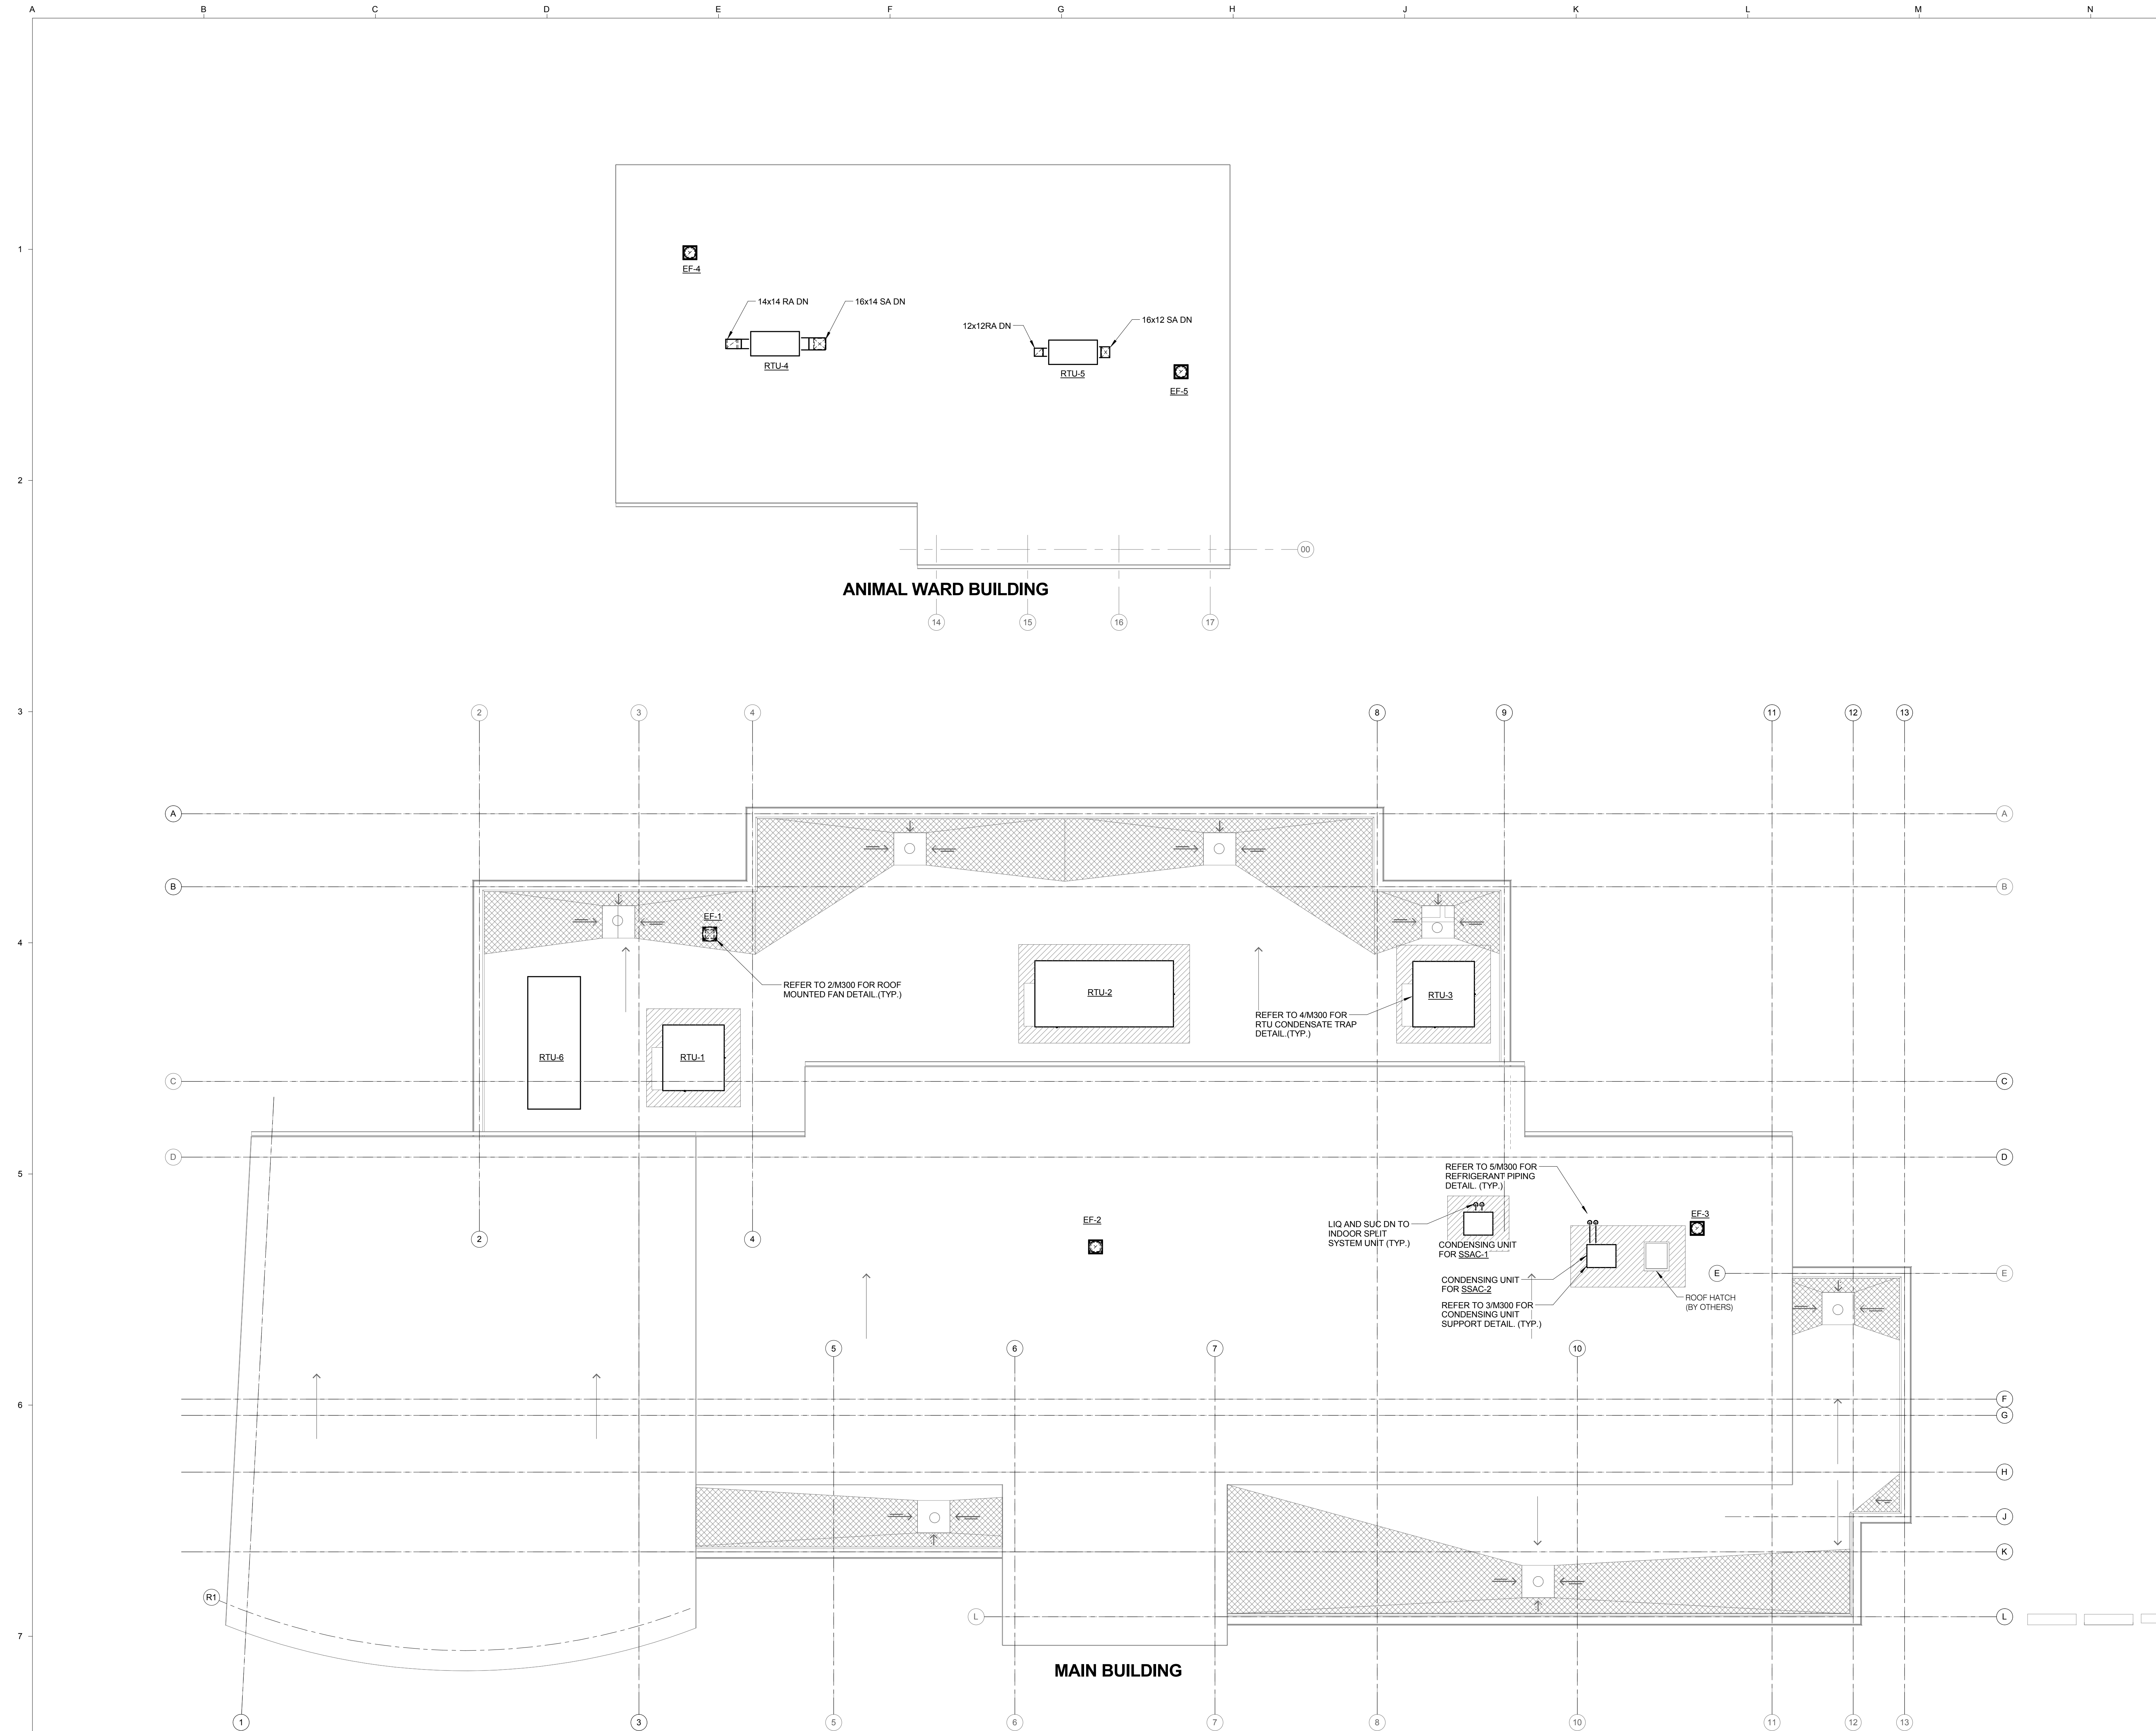 A B C D E F G H J K L M N
1
EF-4
14x14 RA DN
16x14 SA DN
12x12RA DN
16x12 SA DN
RTU-4
RTU-5
EF-5
2
00
ANIMAL WARD BUILDING
14 15 16 17
3
2 3 4 8 9 11 12 13
A A
B B
EF-1
4
REFER TO 2/M300 FOR ROOF
MOUNTED FAN DETAIL.(TYP.)
RTU-2
RTU-3
REFER TO 4/M300 FOR
RTU CONDENSATE TRAP
DETAIL.(TYP.)
RTU-6
RTU-1
C C
D D
5
REFER TO 5/M300 FOR
REFRIGERANT PIPING
DETAIL. (TYP.)
EF-2
LIQ AND SUC DN TO
INDOOR SPLIT
SYSTEM UNIT (TYP.)
EF-3
2 4
CONDENSING UNIT
FOR SSAC-1
E E
CONDENSING UNIT
FOR SSAC-2
ROOF HATCH
(BY OTHERS)
REFER TO 3/M300 FOR
CONDENSING UNIT
SUPPORT DETAIL. (TYP.)
5 6 7 10
F
6
G
H
J
K
R1
L L
7
MAIN BUILDING
1 3 5 6 7 8 10 11 12 13